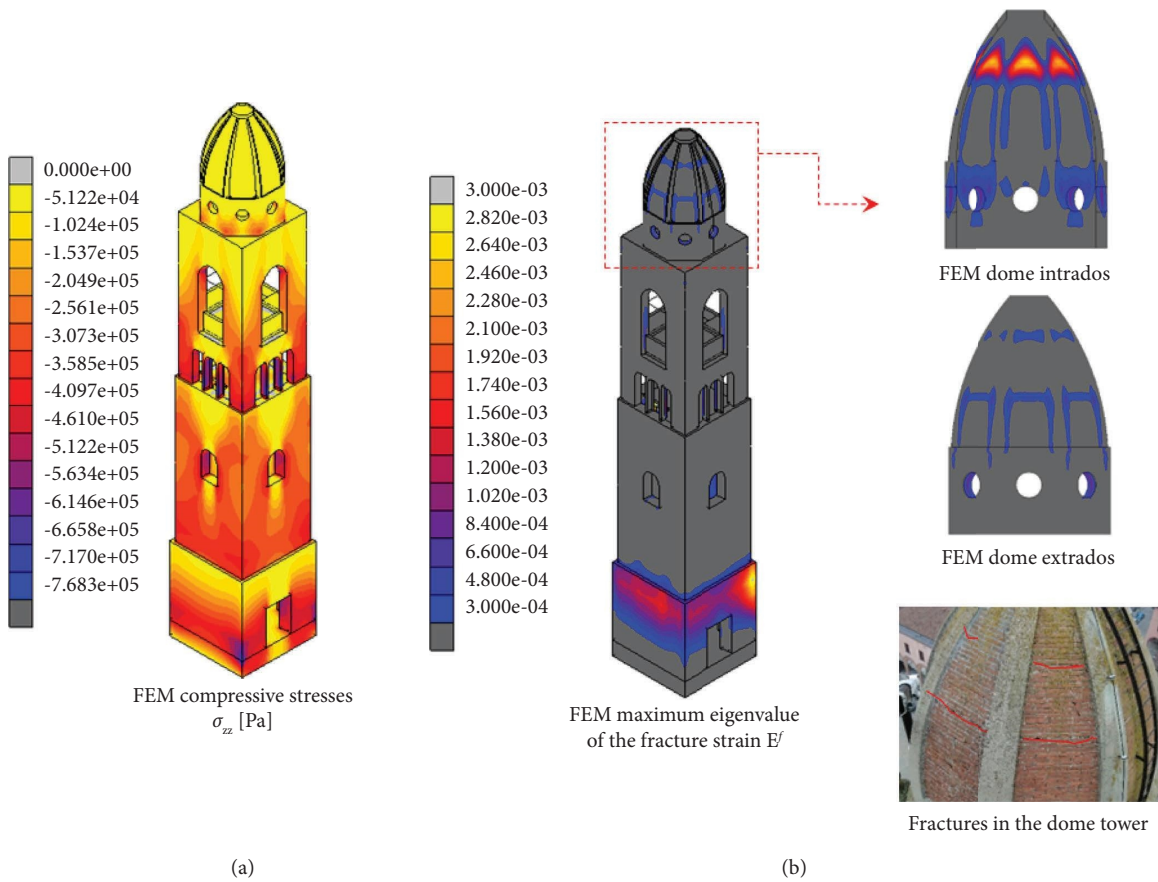 0.000e+00
-5.122e+04
-1.024e+05
-1.537e+05
-2.049e+05
-2.561e+05
-3.073e+05
-3.585e+05
-4.097e+05
-4.610e+05
-5.122e+05
-5.634e+05
-6.146e+05
-6.658e+05
-7.170e+05
-7.683e+05
FEM compressive stresses
σzz [Pa]
(a)
3.000e-03
2.820e-03
2.640e-03
2.460e-03
2.280e-03
2.100e-03
1.920e-03
1.740e-03
1.560e-03
1.380e-03
1.200e-03
1.020e-03
8.400e-04
6.600e-04
4.800e-04
3.000e-04
FEM maximum eigenvalue
of the fracture strain Ef
FEM dome intrados
FEM dome extrados
Fractures in the dome tower
(b)